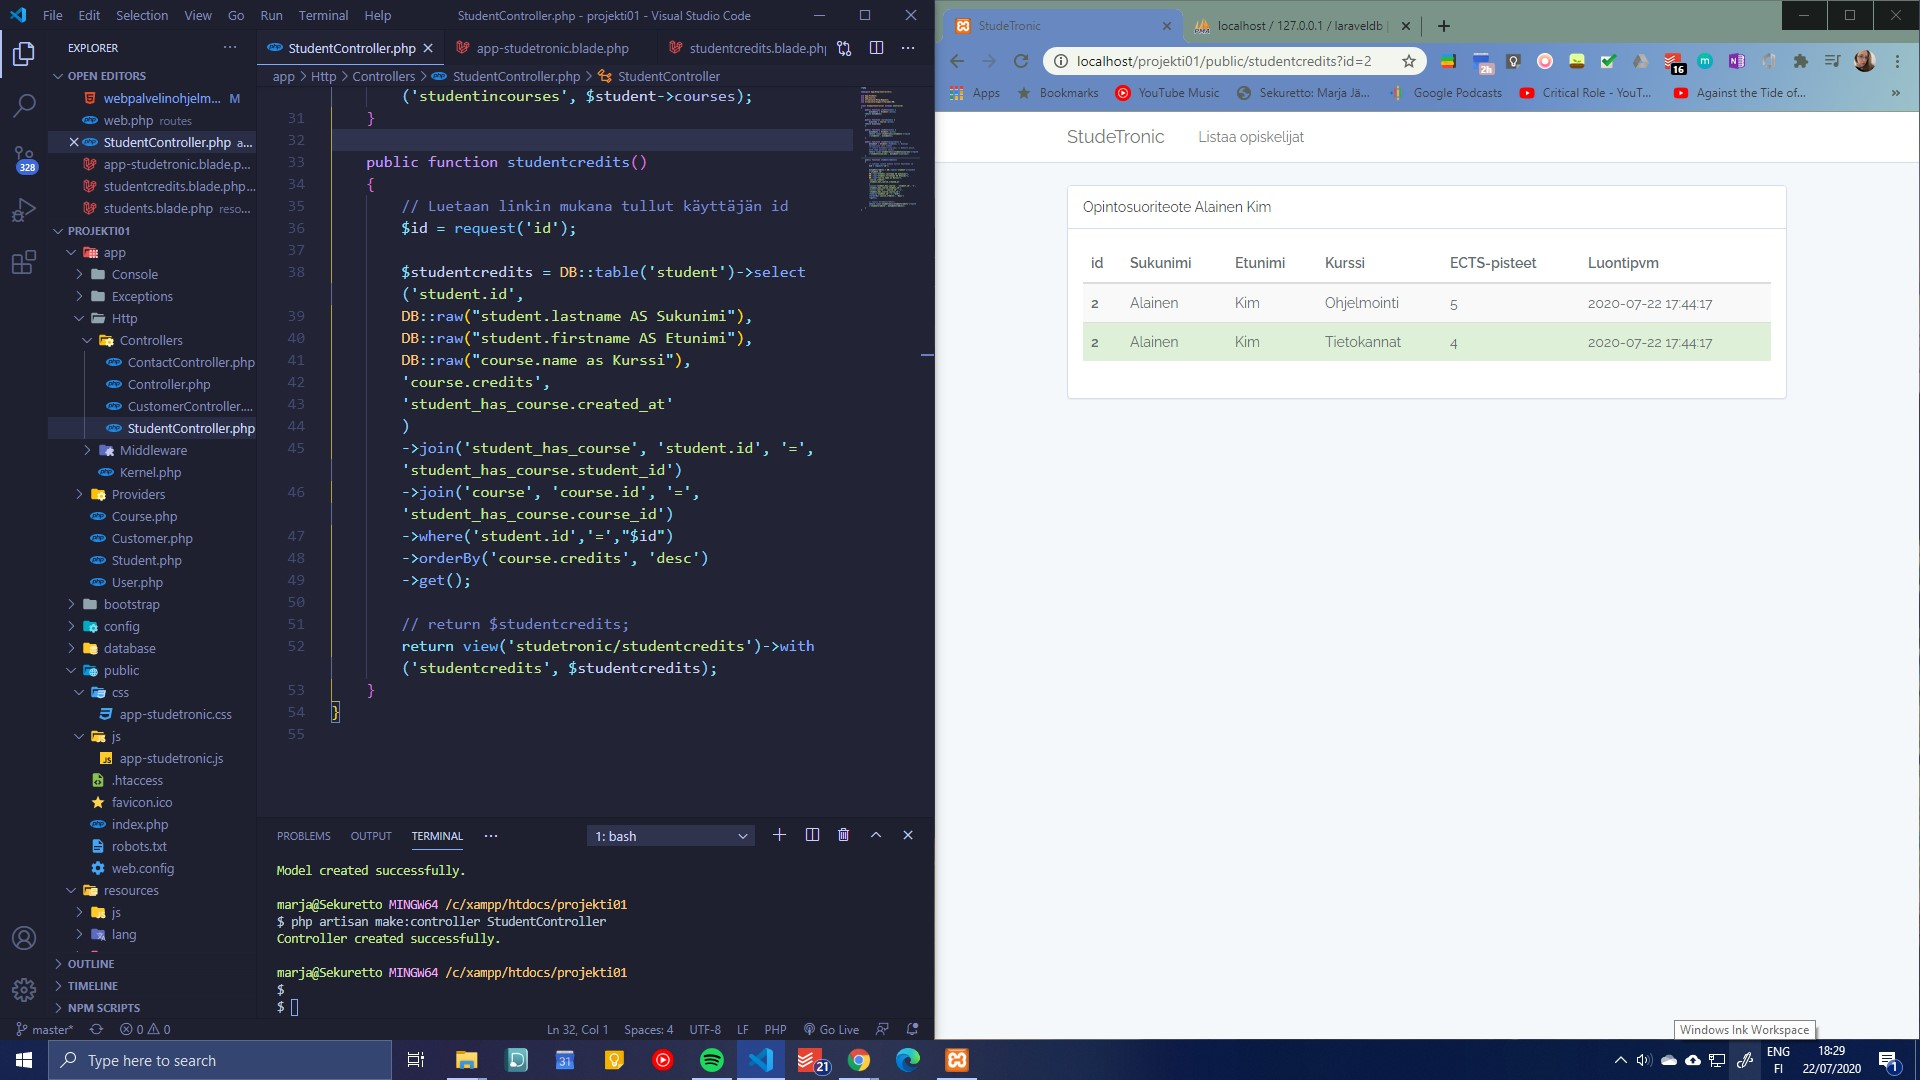 File Edit Selection View Go Run Terminal Help
StudentController.php - projekti01 - Visual Studio Code
EXPLORER
OPEN EDITORS
webpalvelinohjelm... M
web.php routes
StudentController.php a...
app-studetronic.blade.p...
studentcredits.blade.php...
students.blade.php reso...
PROJEKTI01
app
Console
Exceptions
Http
Controllers
ContactController.php
Controller.php
CustomerController....
StudentController.php
Middleware
Kernel.php
Providers
Course.php
Customer.php
Student.php
User.php
bootstrap
config
database
public
css
app-studetronic.css
js
app-studetronic.js
.htaccess
favicon.ico
index.php
robots.txt
web.config
resources
js
lang
OUTLINE
TIMELINE
NPM SCRIPTS
328
StudentController.php
app-studetronic.blade.php
studentcredits.blade.php
app > Http > Controllers > StudentController.php > StudentController
('studentincourses', $student->courses);
31 }
32
33 public function studentcredits()
34 {
35 // Luetaan linkin mukana tullut käyttäjän id
36 $id = request('id');
37
38 $studentcredits = DB::table('student')->select
('student.id',
39 DB::raw("student.lastname AS Sukunimi"),
40 DB::raw("student.firstname AS Etunimi"),
41 DB::raw("course.name as Kurssi"),
42 'course.credits',
43 'student_has_course.created_at'
44 )
45 ->join('student_has_course', 'student.id', '=',
'student_has_course.student_id')
46 ->join('course', 'course.id', '=',
'student_has_course.course_id')
47 ->where('student.id','=',"$id")
48 ->orderBy('course.credits', 'desc')
49 ->get();
50
51 // return $studentcredits;
52 return view('studetronic/studentcredits')->with
('studentcredits', $studentcredits);
53 }
54 }
55
PROBLEMS OUTPUT TERMINAL ... 1: bash
Model created successfully.
marja@Sekuretto MINGW64 /c/xampp/htdocs/projekti01
$ php artisan make:controller StudentController
Controller created successfully.
marja@Sekuretto MINGW64 /c/xampp/htdocs/projekti01
$
$
master* 0 0 Ln 32, Col 1 Spaces: 4 UTF-8 LF PHP Go Live
StudeTronic
localhost / 127.0.0.1 / laraveldb
localhost/projekti01/public/studentcredits?id=2
2h
16
Apps Bookmarks YouTube Music Sekuretto: Marja Jä... Google Podcasts Critical Role - YouT... Against the Tide of... »
StudeTronic Listaa opiskelijat
Opintosuoriteote Alainen Kim
id Sukunimi Etunimi Kurssi ECTS-pisteet Luontipvm
2 Alainen Kim Ohjelmointi 5 2020-07-22 17:44:17
2 Alainen Kim Tietokannat 4 2020-07-22 17:44:17
Windows Ink Workspace
Type here to search
31
21
ENG
FI
18:29
22/07/2020
1